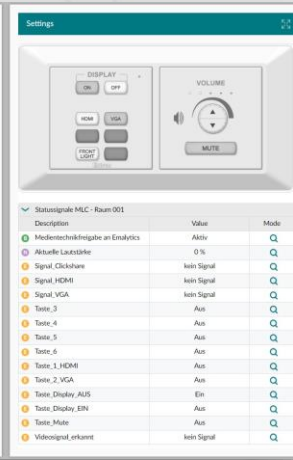 Settings
DISPLAY
ON OFF
HDMI VGA
FRONT
LIGHT
VOLUME
MUTE
Statussignale MLC - Raum 001
Description Value Mode
Medientechnikfreigabe an Emalytics Aktiv
Aktuelle Lautstärke 0 %
Signal_Clickshare kein Signal
Signal_HDMI kein Signal
Signal_VGA kein Signal
Taste_3 Aus
Taste_4 Aus
Taste_5 Aus
Taste_6 Aus
Taste_1_HDMI Aus
Taste_2_VGA Aus
Taste_Display_AUS Ein
Taste_Display_EIN Aus
Taste_Mute Aus
Videosignal_erkannt kein Signal